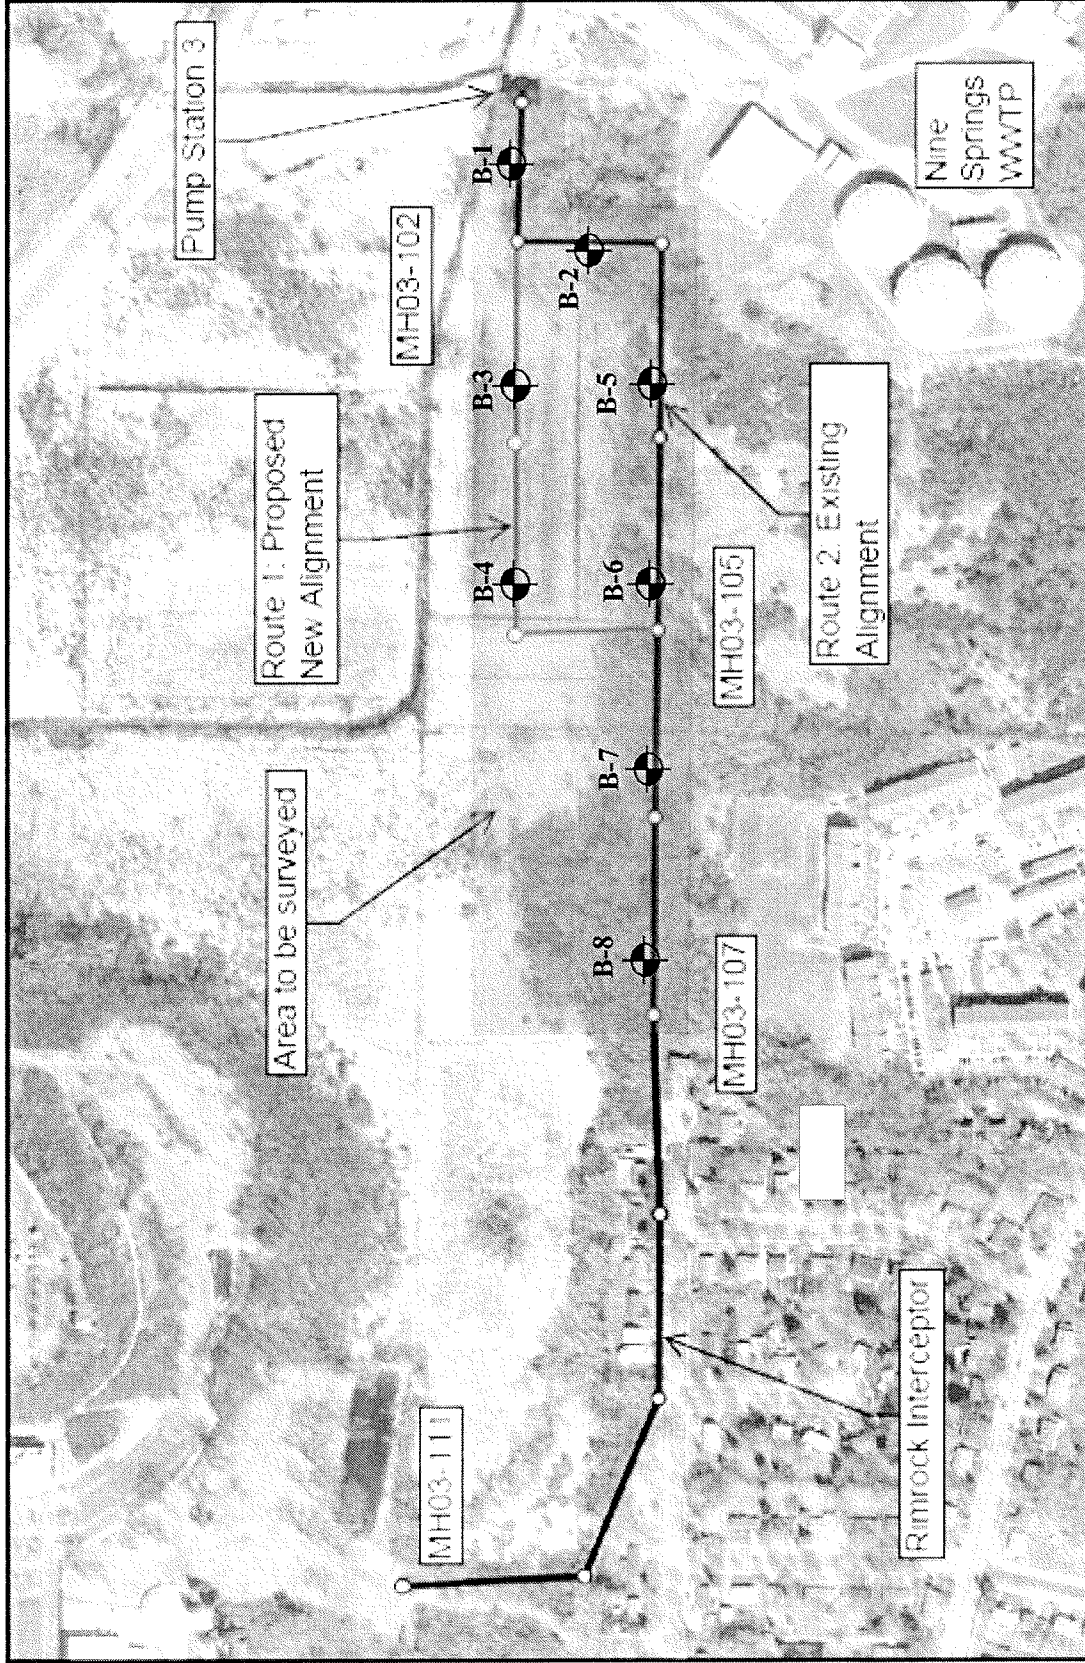 Pump Station 3
MH03-102
B-1
B-2
Nine
Springs
WWTP
Route 1: Proposed
New Alignment
B-3
B-5
B-4
B-6
Route 2: Existing
Alignment
MH03-105
Area to be surveyed
B-7
B-8
MH03-107
MH03-111
Rimrock Interceptor